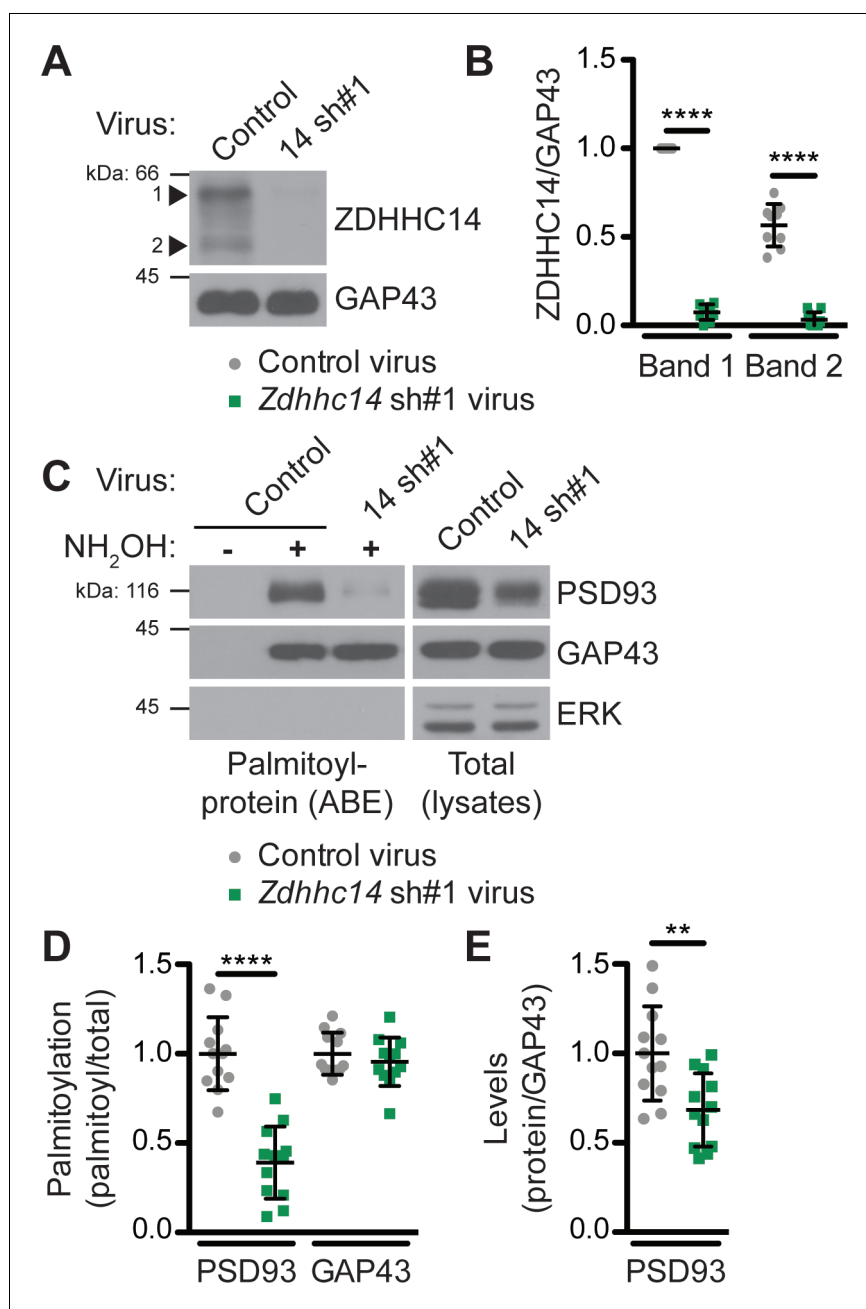 A
Virus:
Control
14 sh#1
kDa: 66
1
2
45
ZDHHC14
GAP43
Control virus
Zdhhc14 sh#1 virus
B
ZDHHC14/GAP43
1.5
1.0
0.5
0.0
****
****
Band 1 Band 2
C
Virus:
Control
14 sh#1
Control
14 sh#1
NH2OH: - + +
kDa: 116
PSD93
45
GAP43
45
ERK
Palmitoyl-
protein (ABE)
Total
(lysates)
Control virus
Zdhhc14 sh#1 virus
D
Palmitoylation
(palmitoyl/total)
1.5
1.0
0.5
0.0
****
PSD93 GAP43
E
Levels
(protein/GAP43)
1.5
1.0
0.5
0.0
**
PSD93